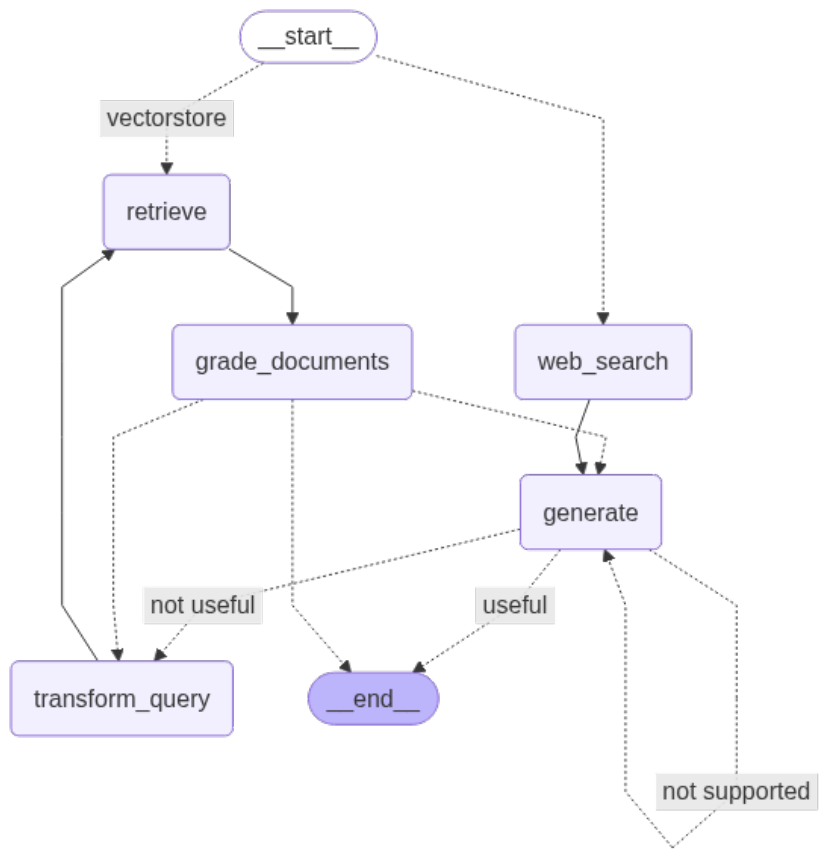 __start__
vectorstore
retrieve
grade_documents
web_search
generate
not useful
useful
transform_query
__end__
not supported